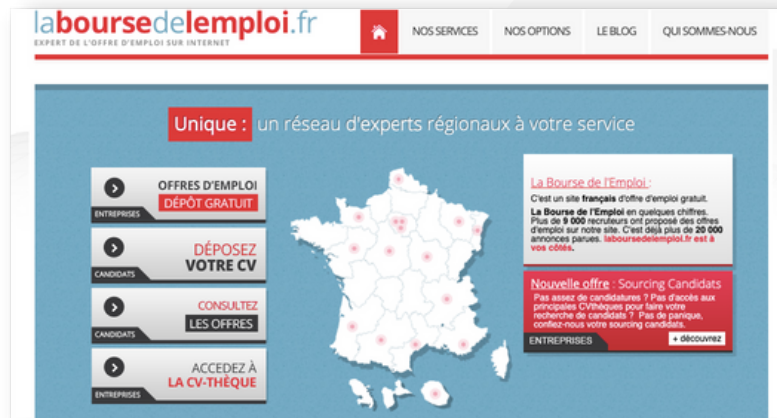 laboursedelemploi.fr
EXPERT DE L'OFFRE D'EMPLOI SUR INTERNET
NOS SERVICES
NOS OPTIONS
LE BLOG
QUI SOMMES-NOUS
Unique : un réseau d'experts régionaux à votre service
OFFRES D'EMPLOI
DÉPÔT GRATUIT
ENTREPRISES
DÉPOSEZ
VOTRE CV
CANDIDATS
CONSULTEZ
LES OFFRES
CANDIDATS
ACCEDEZ À
LA CV-THÈQUE
ENTREPRISES
La Bourse de l'Emploi :
C'est un site français d'offre d'emploi gratuit.
La Bourse de l'Emploi en quelques chiffres.
Plus de 9 000 recruteurs ont proposé des offres
d'emploi sur notre site. C'est déjà plus de 20 000
annonces parues. laboursedelemploi.fr est à
vos côtés.
Nouvelle offre : Sourcing Candidats
Pas assez de candidatures ? Pas d'accès aux
principales CVthèques pour faire votre
recherche de candidats ? Pas de panique,
confiez-nous votre sourcing candidats.
ENTREPRISES
+ découvrez